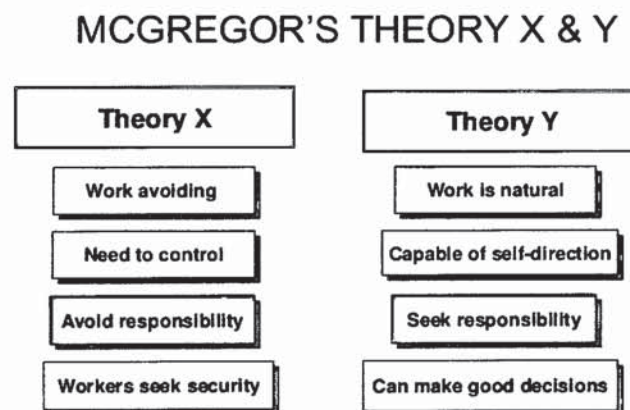 MCGREGOR'S THEORY X & Y
Theory X
Work avoiding
Need to control
Avoid responsibility
Workers seek security
Theory Y
Work is natural
Capable of self-direction
Seek responsibility
Can make good decisions